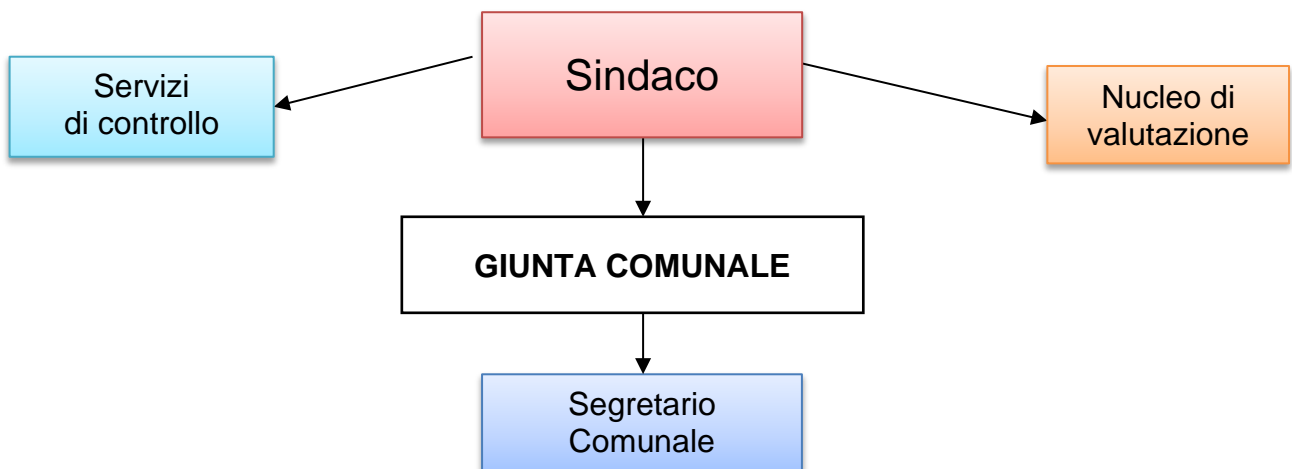 Sindaco
Servizi
di controllo
Nucleo di
valutazione
GIUNTA COMUNALE
Segretario
Comunale